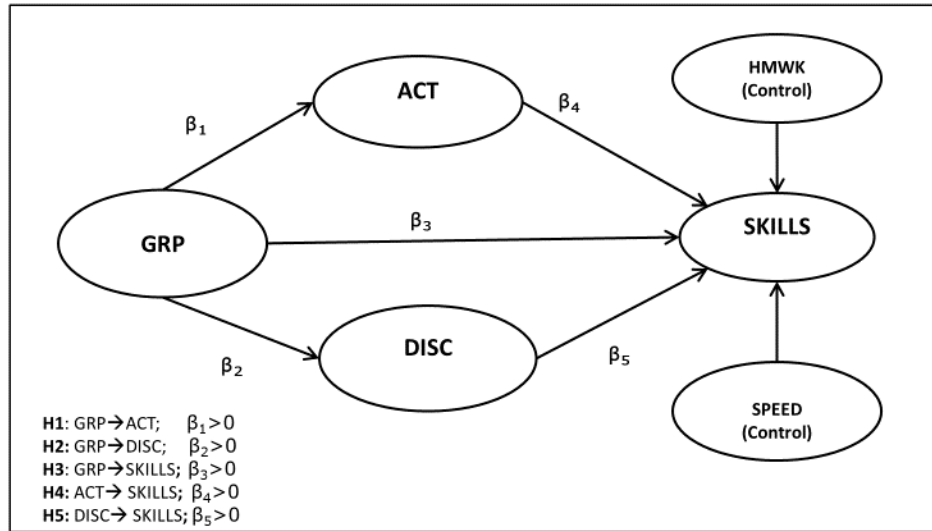 ACT
HMWK
(Control)
β4
β1
β3
SKILLS
GRP
DISC
β2
β5
SPEED
(Control)
H1: GRP→ACT; β1>0
H2: GRP→DISC; β2>0
H3: GRP→SKILLS; β3>0
H4: ACT→ SKILLS; β4>0
H5: DISC→ SKILLS; β5>0